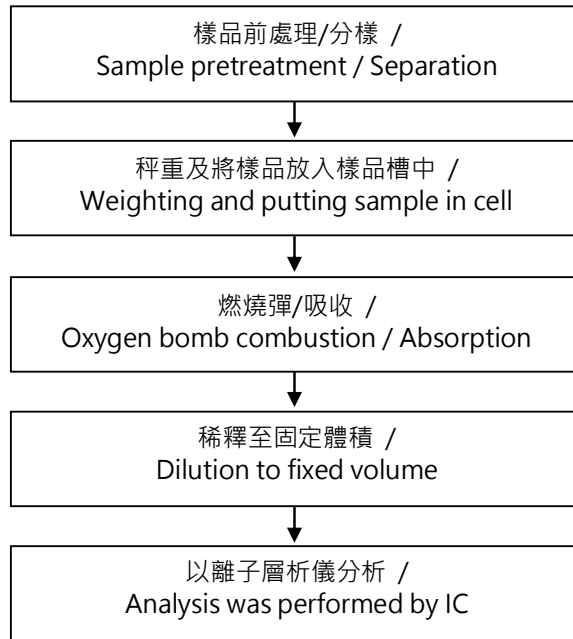 樣品前處理/分樣 /
Sample pretreatment / Separation
秤重及將樣品放入樣品槽中 /
Weighting and putting sample in cell
燃燒彈/吸收 /
Oxygen bomb combustion / Absorption
稀釋至固定體積 /
Dilution to fixed volume
以離子層析儀分析 /
Analysis was performed by IC